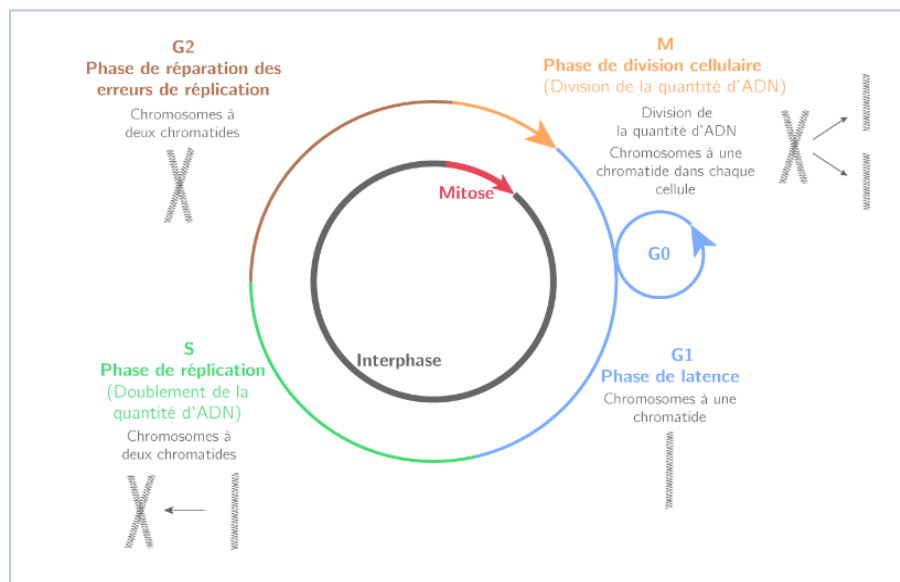 G2
Phase de réparation des
erreurs de réplication
Chromosomes à
deux chromatides
M
Phase de division cellulaire
(Division de la quantité d'ADN)
Division de
la quantité d'ADN
Chromosomes à une
chromatide dans chaque
cellule
Mitose
G0
Interphase
S
Phase de réplication
(Doublement de la
quantité d'ADN)
Chromosomes à
deux chromatides
G1
Phase de latence
Chromosomes à une
chromatide